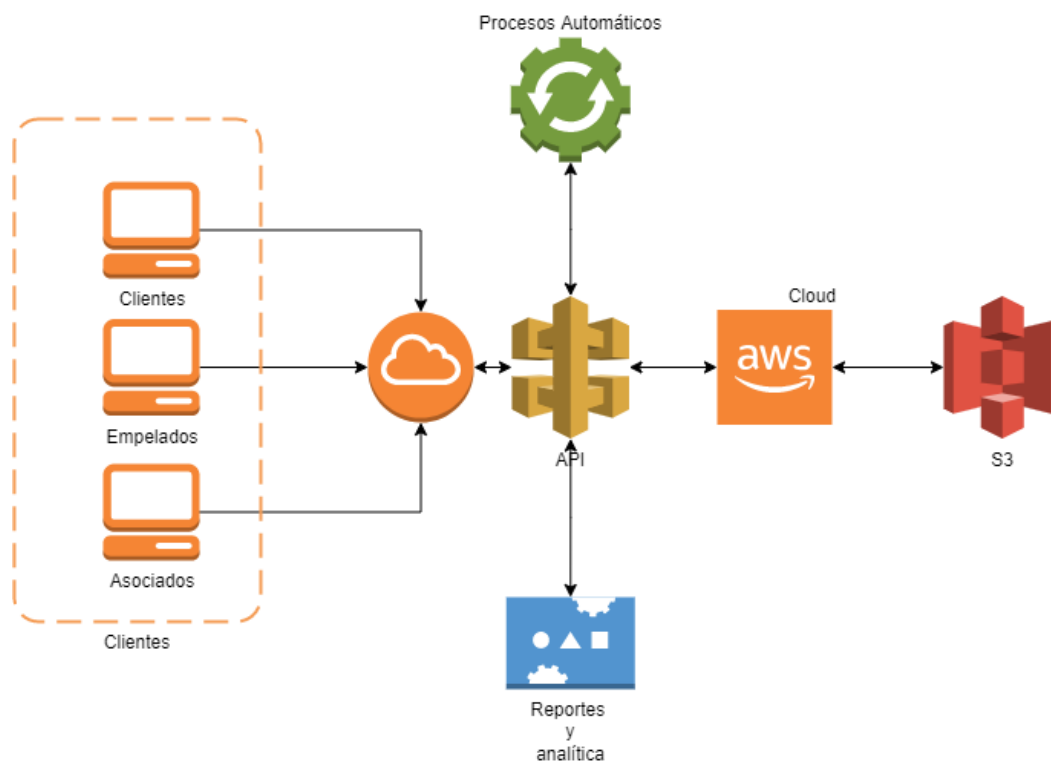 Procesos Automáticos
Clientes
Cloud
aws
Empelados
API
S3
Asociados
Clientes
Reportes
y
analítica